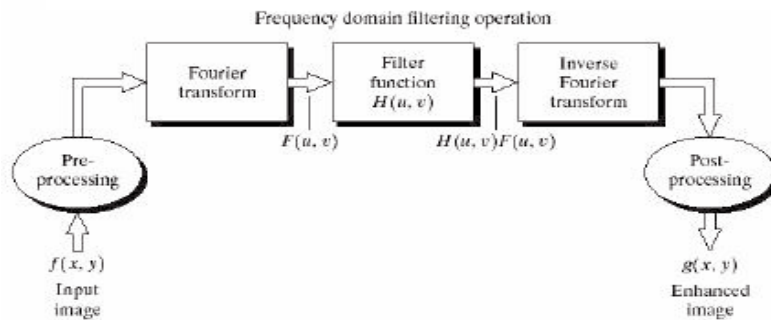 Frequency domain filtering operation
Fourier
transform
Filter
function
H(u, v)
Inverse
Fourier
transform
F(u, v)
H(u, v)F(u, v)
Pre-
processing
Post-
processing
f(x, y)
Input
image
g(x, y)
Enhanced
image